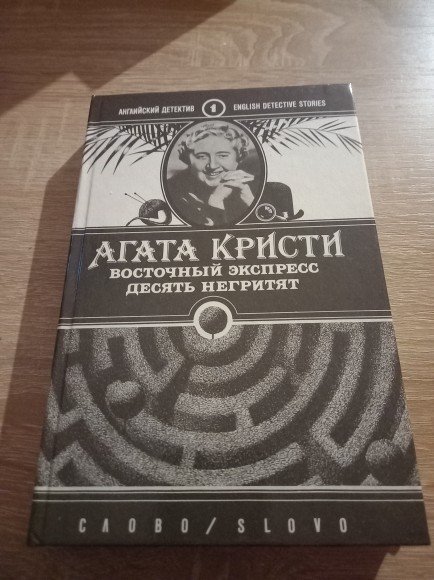 АНГЛИЙСКИЙ ДЕТЕКТИВ 1 ENGLISH DETECTIVE STORIES
АГАТА КРИСТИ
ВОСТОЧНЫЙ ЭКСПРЕСС
ДЕСЯТЬ НЕГРИТЯТ
СЛОВО/SLOVO